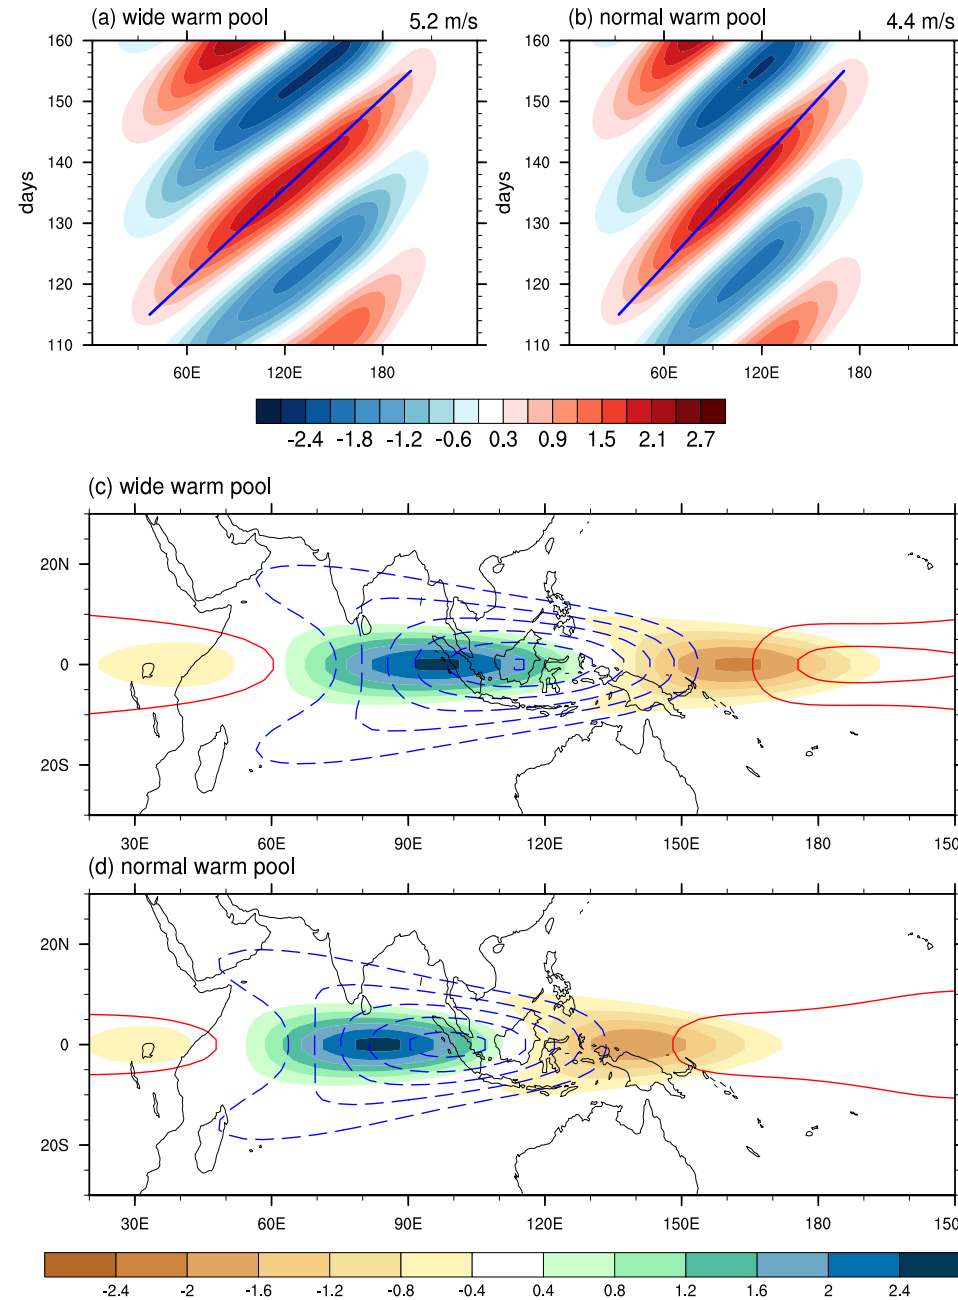 (a) wide warm pool 5.2 m/s
(b) normal warm pool 4.4 m/s
160
150
140
130
120
110
days
60E 120E 180
160
150
140
130
120
110
days
60E 120E 180
-2.4 -1.8 -1.2 -0.6 0.3 0.9 1.5 2.1 2.7
(c) wide warm pool
20N
0
20S
30E 60E 90E 120E 150E 180 150
(d) normal warm pool
20N
0
20S
30E 60E 90E 120E 150E 180 150
-2.4 -2 -1.6 -1.2 -0.8 -0.4 0.4 0.8 1.2 1.6 2 2.4